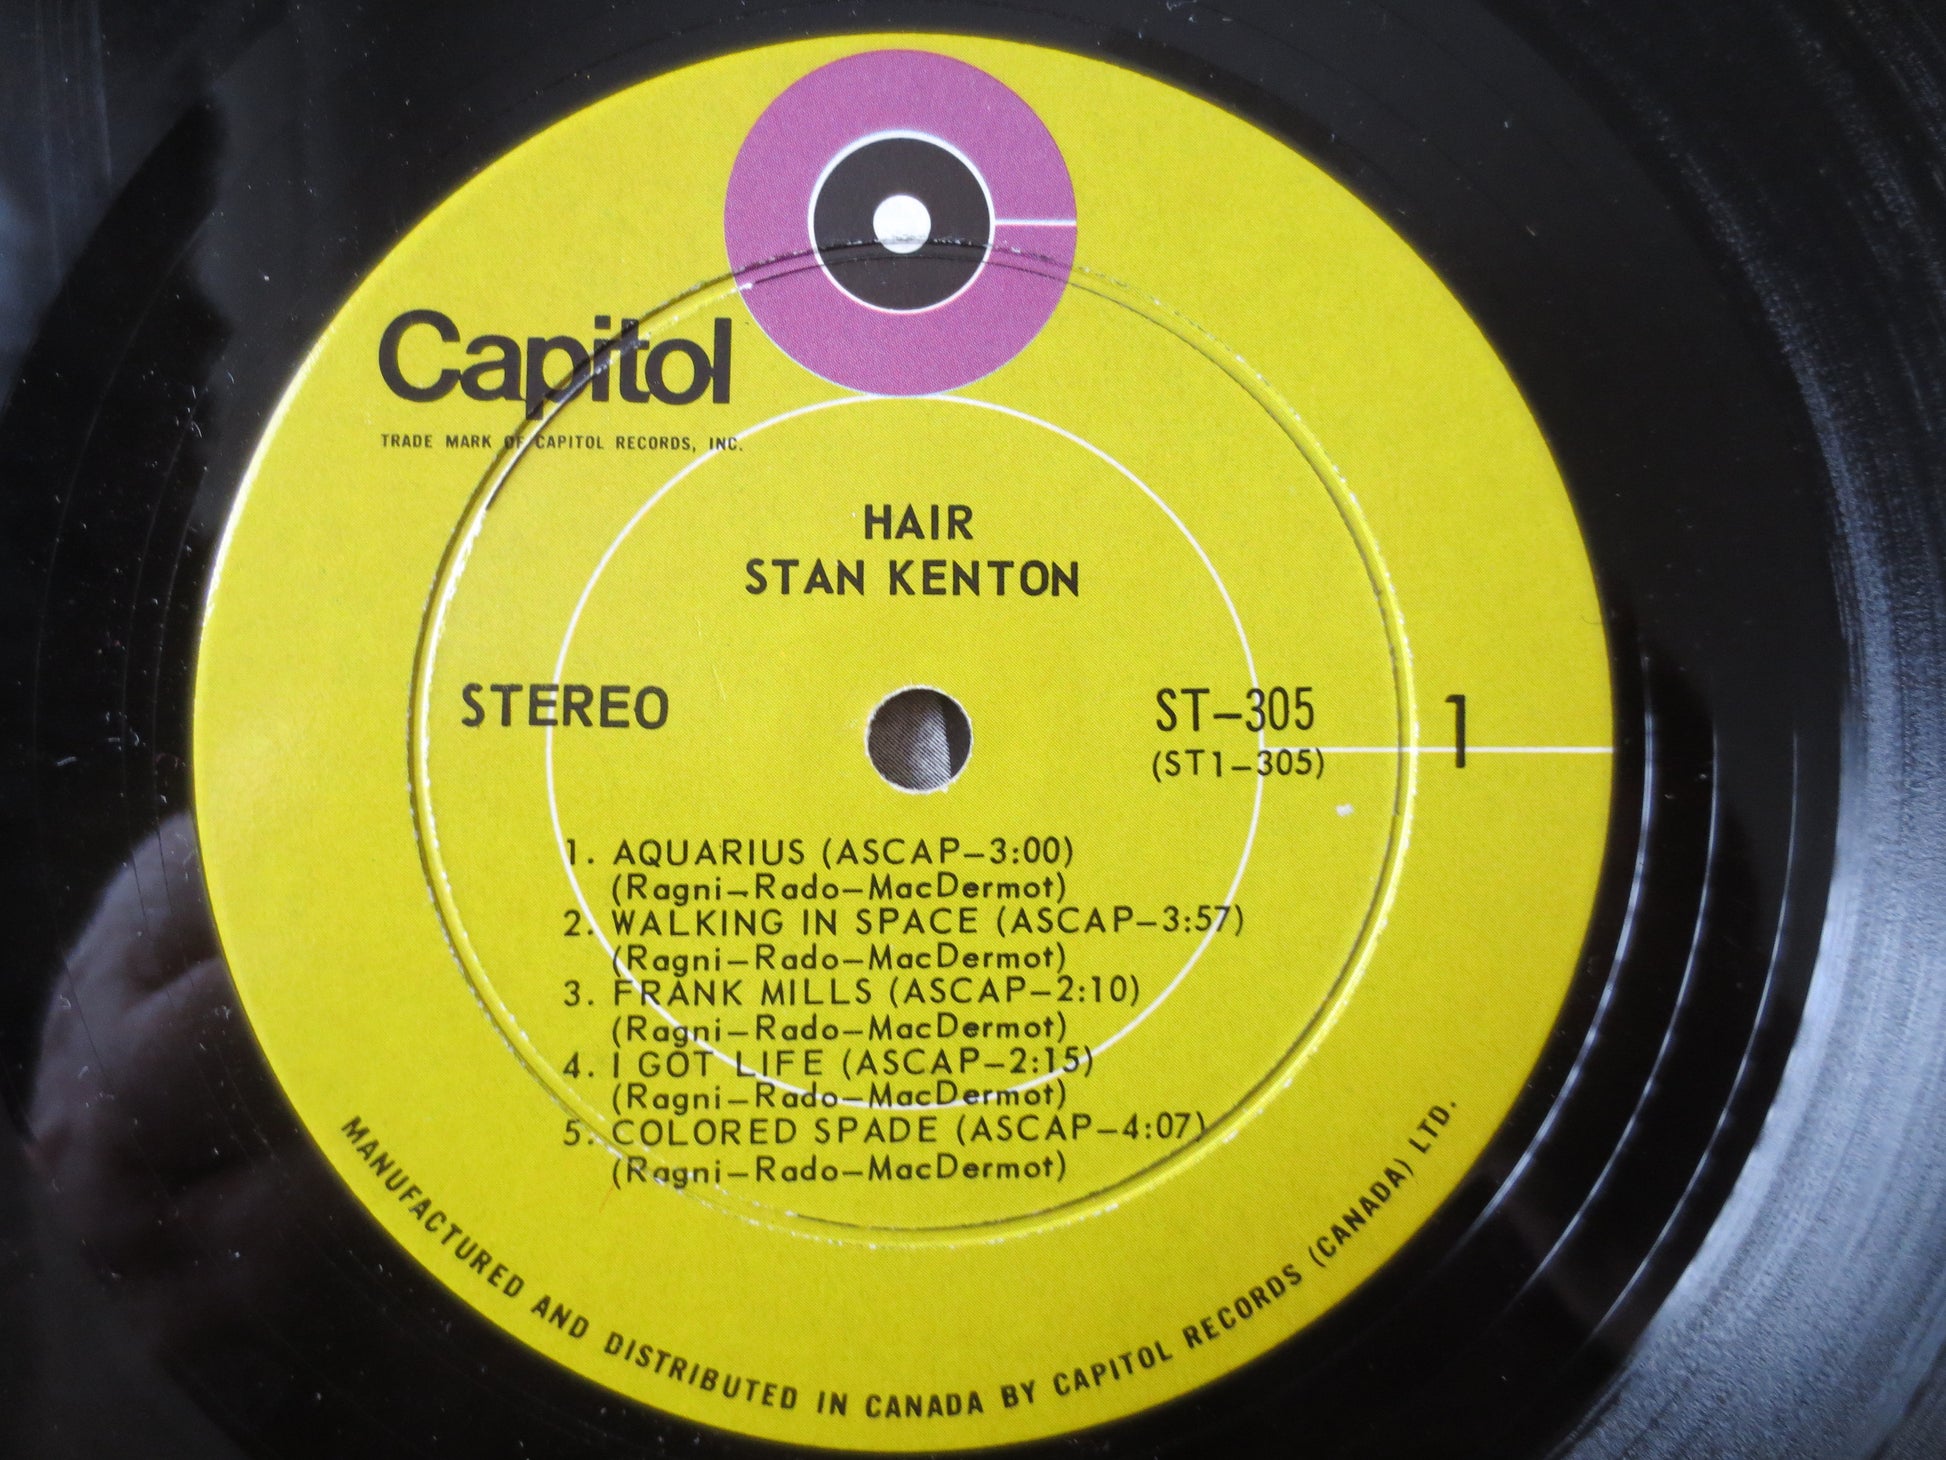 Capitol
TRADE MARK OF CAPITOL RECORDS, INC.
HAIR
STAN KENTON
STEREO
ST-305
(ST1-305)
1
1. AQUARIUS (ASCAP-3:00)
(Ragni-Rado-MacDermot)
2. WALKING IN SPACE (ASCAP-3:57)
(Ragni-Rado-MacDermot)
3. FRANK MILLS (ASCAP-2:10)
(Ragni-Rado-MacDermot)
4. I GOT LIFE (ASCAP-2:15)
(Ragni-Rado-MacDermot)
5. COLORED SPADE (ASCAP-4:07)
(Ragni-Rado-MacDermot)
MANUFACTURED AND DISTRIBUTED IN CANADA BY CAPITOL RECORDS (CANADA) LTD.